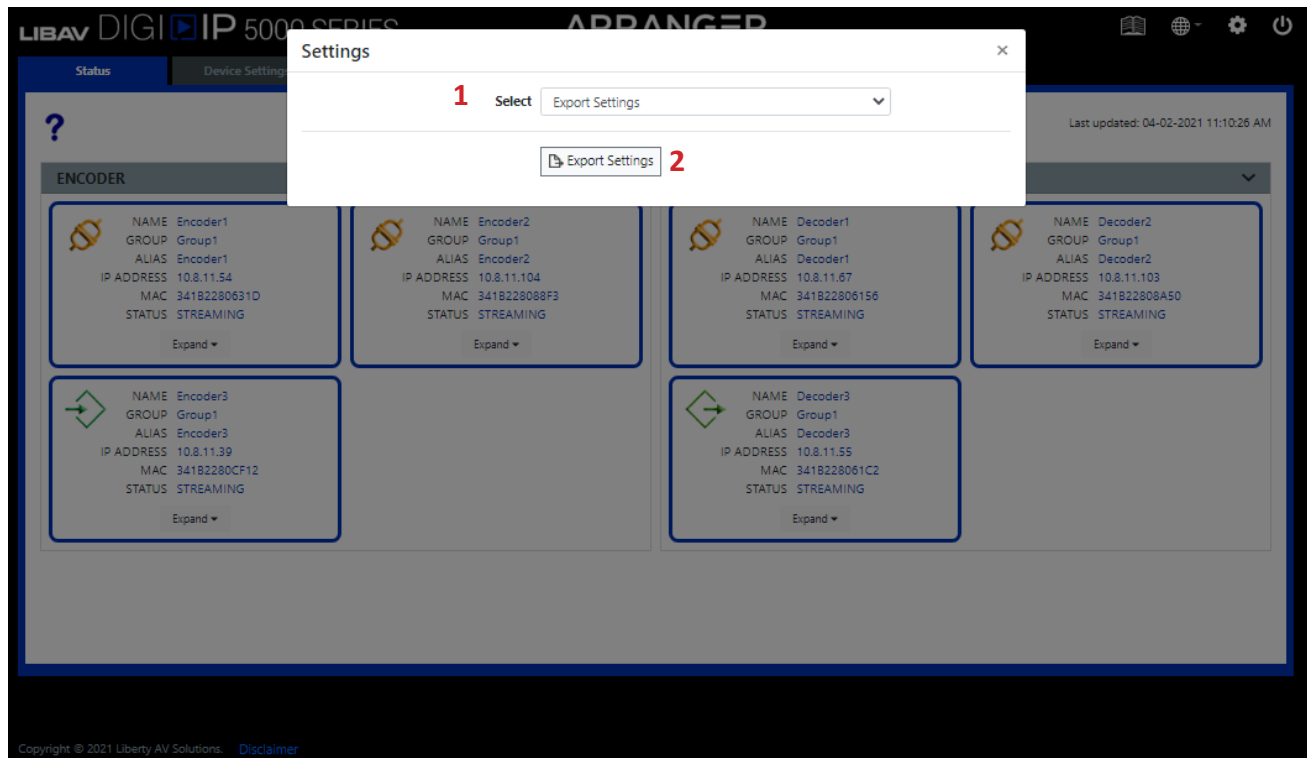 LIBAV DIGI IP 5000 SERIES
ARRANGER
Settings ×
Status
Device Settings
1 Select Export Settings
? Last updated: 04-02-2021 11:10:26 AM
Export Settings 2
ENCODER
NAME Encoder1
GROUP Group1
ALIAS Encoder1
IP ADDRESS 10.8.11.54
MAC 341B2280631D
STATUS STREAMING
Expand
NAME Encoder2
GROUP Group1
ALIAS Encoder2
IP ADDRESS 10.8.11.104
MAC 341B228088F3
STATUS STREAMING
Expand
NAME Decoder1
GROUP Group1
ALIAS Decoder1
IP ADDRESS 10.8.11.67
MAC 341B22806156
STATUS STREAMING
Expand
NAME Decoder2
GROUP Group1
ALIAS Decoder2
IP ADDRESS 10.8.11.103
MAC 341B22808A50
STATUS STREAMING
Expand
NAME Encoder3
GROUP Group1
ALIAS Encoder3
IP ADDRESS 10.8.11.39
MAC 341B2280CF12
STATUS STREAMING
Expand
NAME Decoder3
GROUP Group1
ALIAS Decoder3
IP ADDRESS 10.8.11.55
MAC 341B228061C2
STATUS STREAMING
Expand
Copyright © 2021 Liberty AV Solutions. Disclaimer